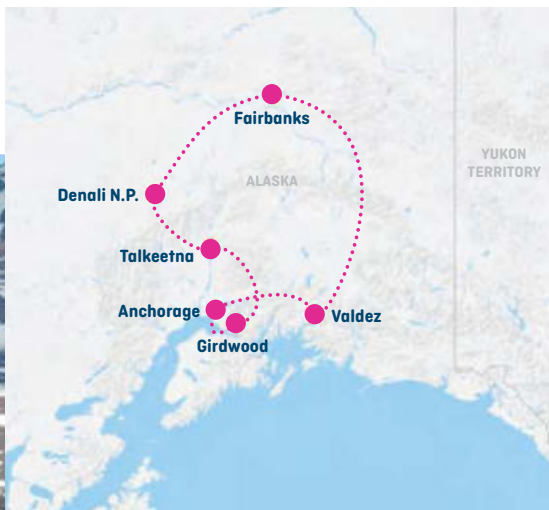 Fairbanks
YUKON
TERRITORY
ALASKA
Denali N.P.
Talkeetna
Anchorage
Valdez
Girdwood